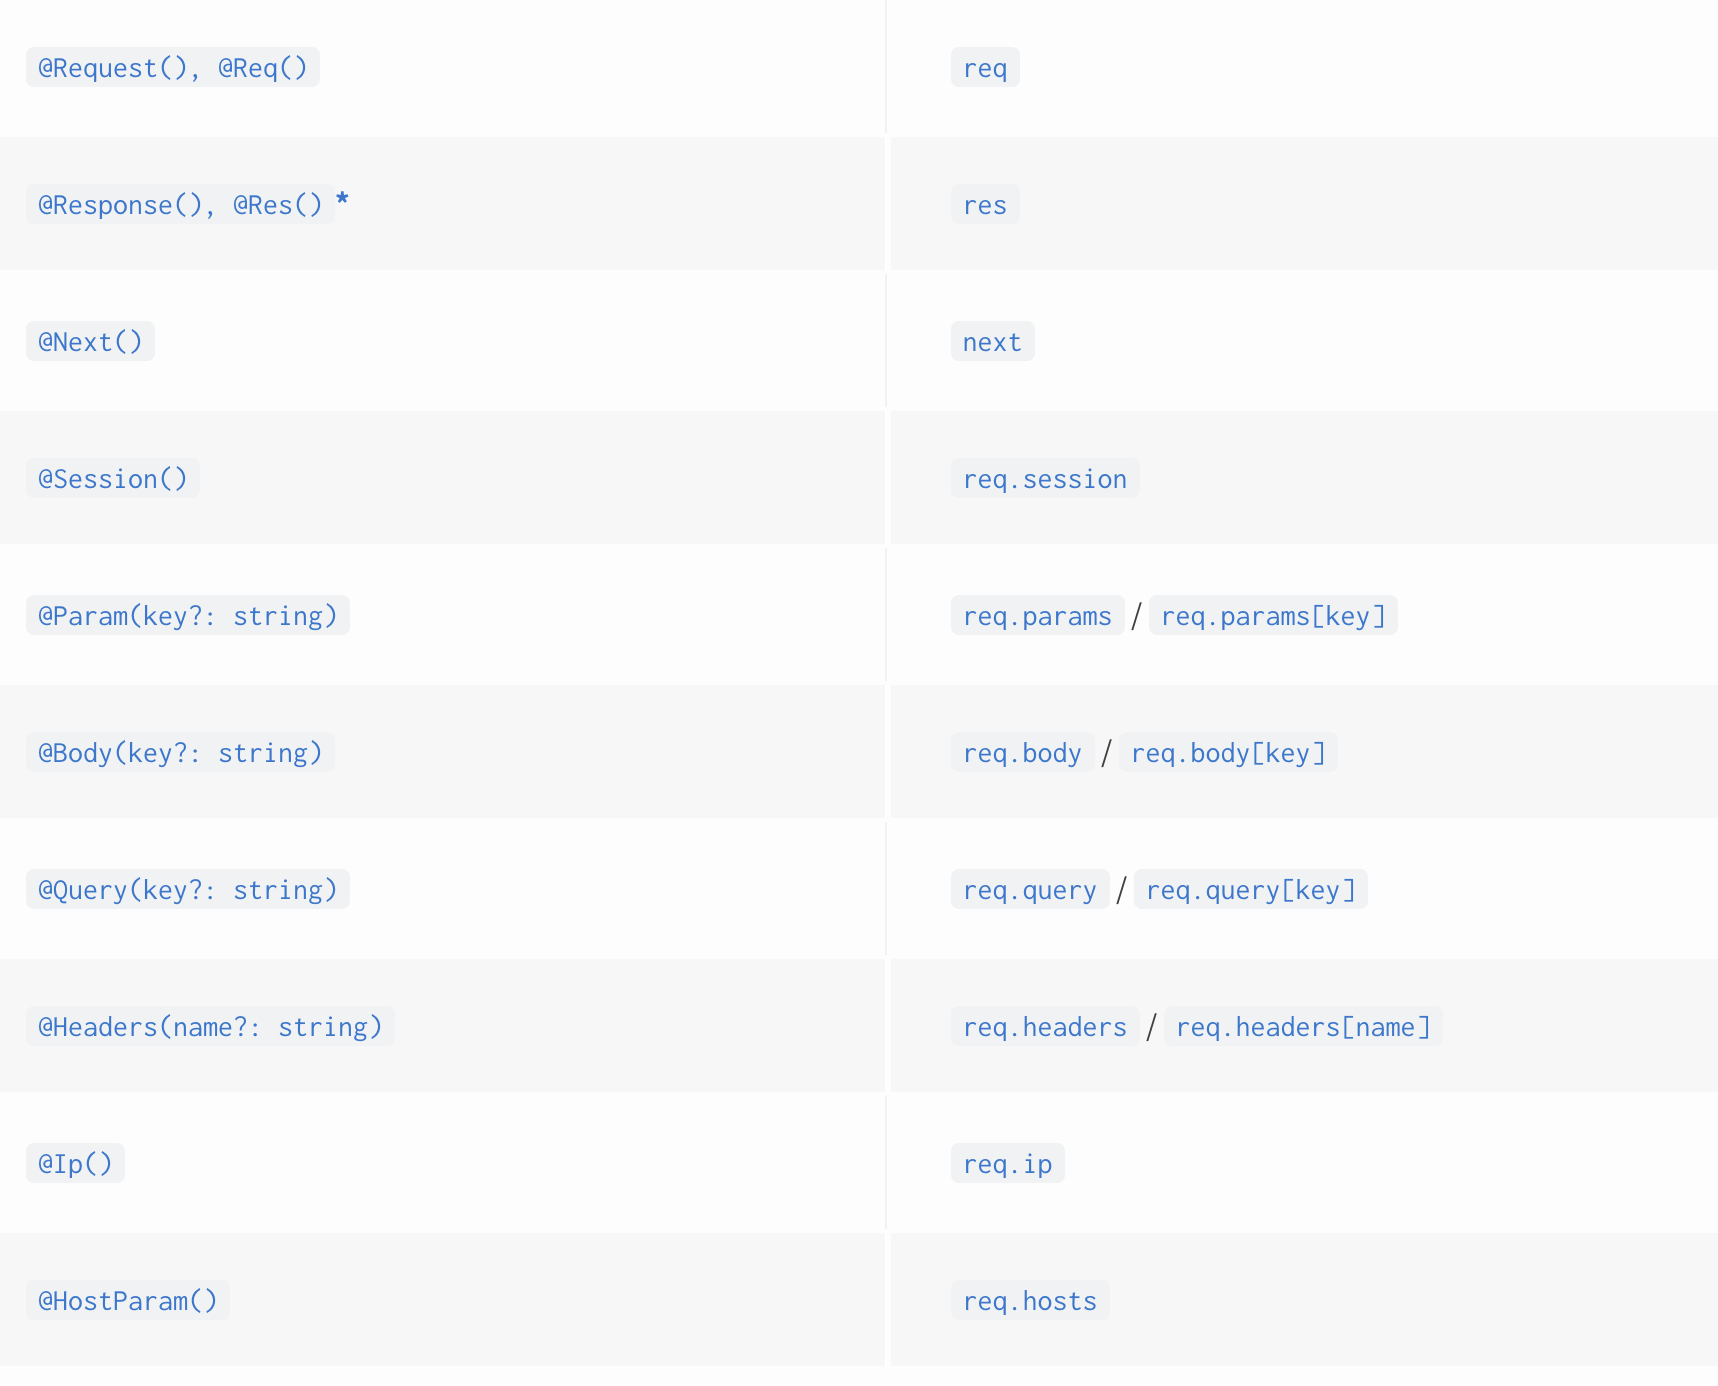 @Request(), @Req() req
@Response(), @Res()* res
@Next() next
@Session() req.session
@Param(key?: string) req.params / req.params[key]
@Body(key?: string) req.body / req.body[key]
@Query(key?: string) req.query / req.query[key]
@Headers(name?: string) req.headers / req.headers[name]
@Ip() req.ip
@HostParam() req.hosts